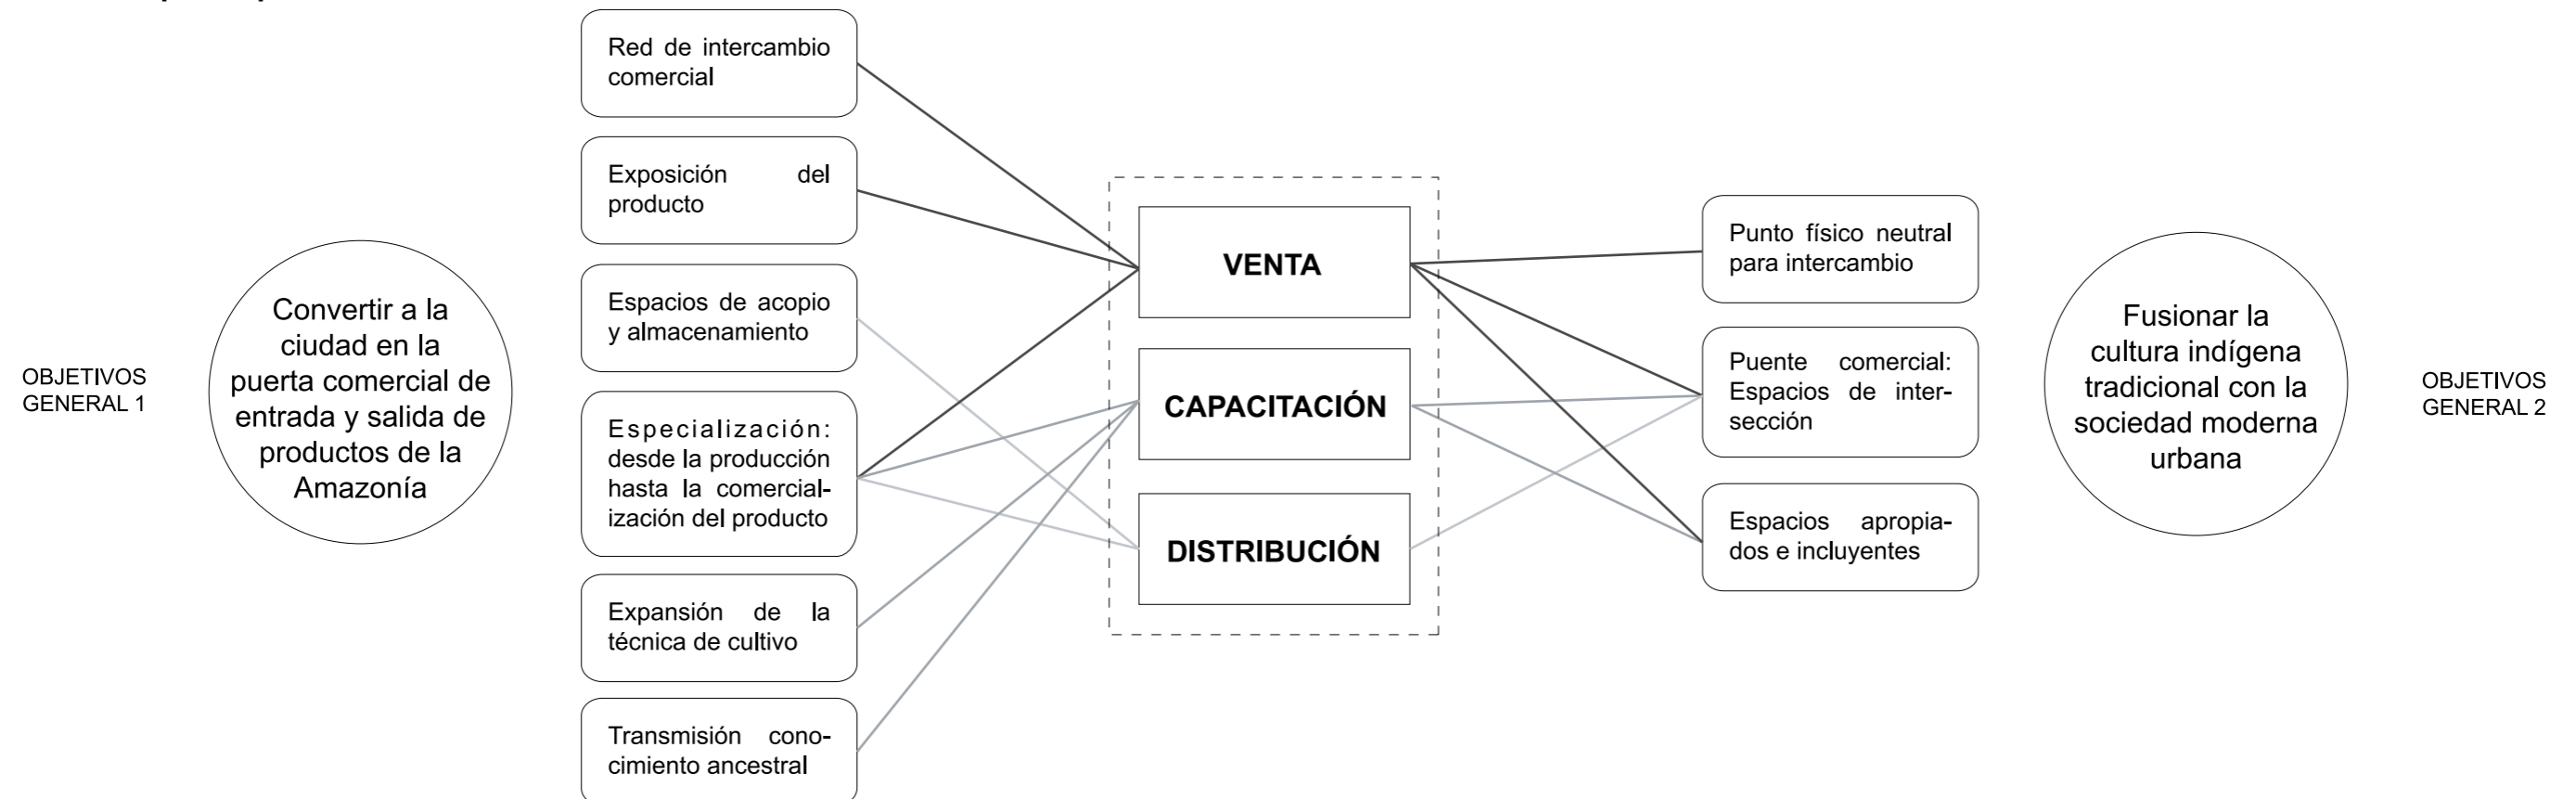 OBJETIVOS
GENERAL 1
Convertir a la
ciudad en la
puerta comercial de
entrada y salida de
productos de la
Amazonía
Red de intercambio
comercial
Exposición del
producto
Espacios de acopio
y almacenamiento
Especialización:
desde la producción
hasta la comercial-
ización del producto
Expansión de la
técnica de cultivo
Transmisión cono-
cimiento ancestral
VENTA
CAPACITACIÓN
DISTRIBUCIÓN
Punto físico neutral
para intercambio
Puente comercial:
Espacios de inter-
sección
Espacios apropia-
dos e incluyentes
Fusionar la
cultura indígena
tradicional con la
sociedad moderna
urbana
OBJETIVOS
GENERAL 2